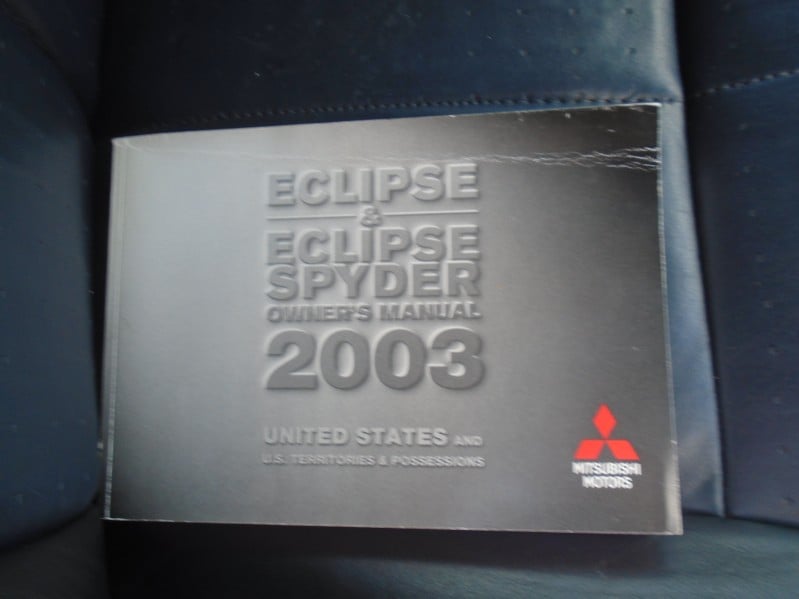 ECLIPSE
&
ECLIPSE
SPYDER
OWNER'S MANUAL
2003
UNITED STATES AND
U.S. TERRITORIES & POSSESSIONS
MITSUBISHI
MOTORS